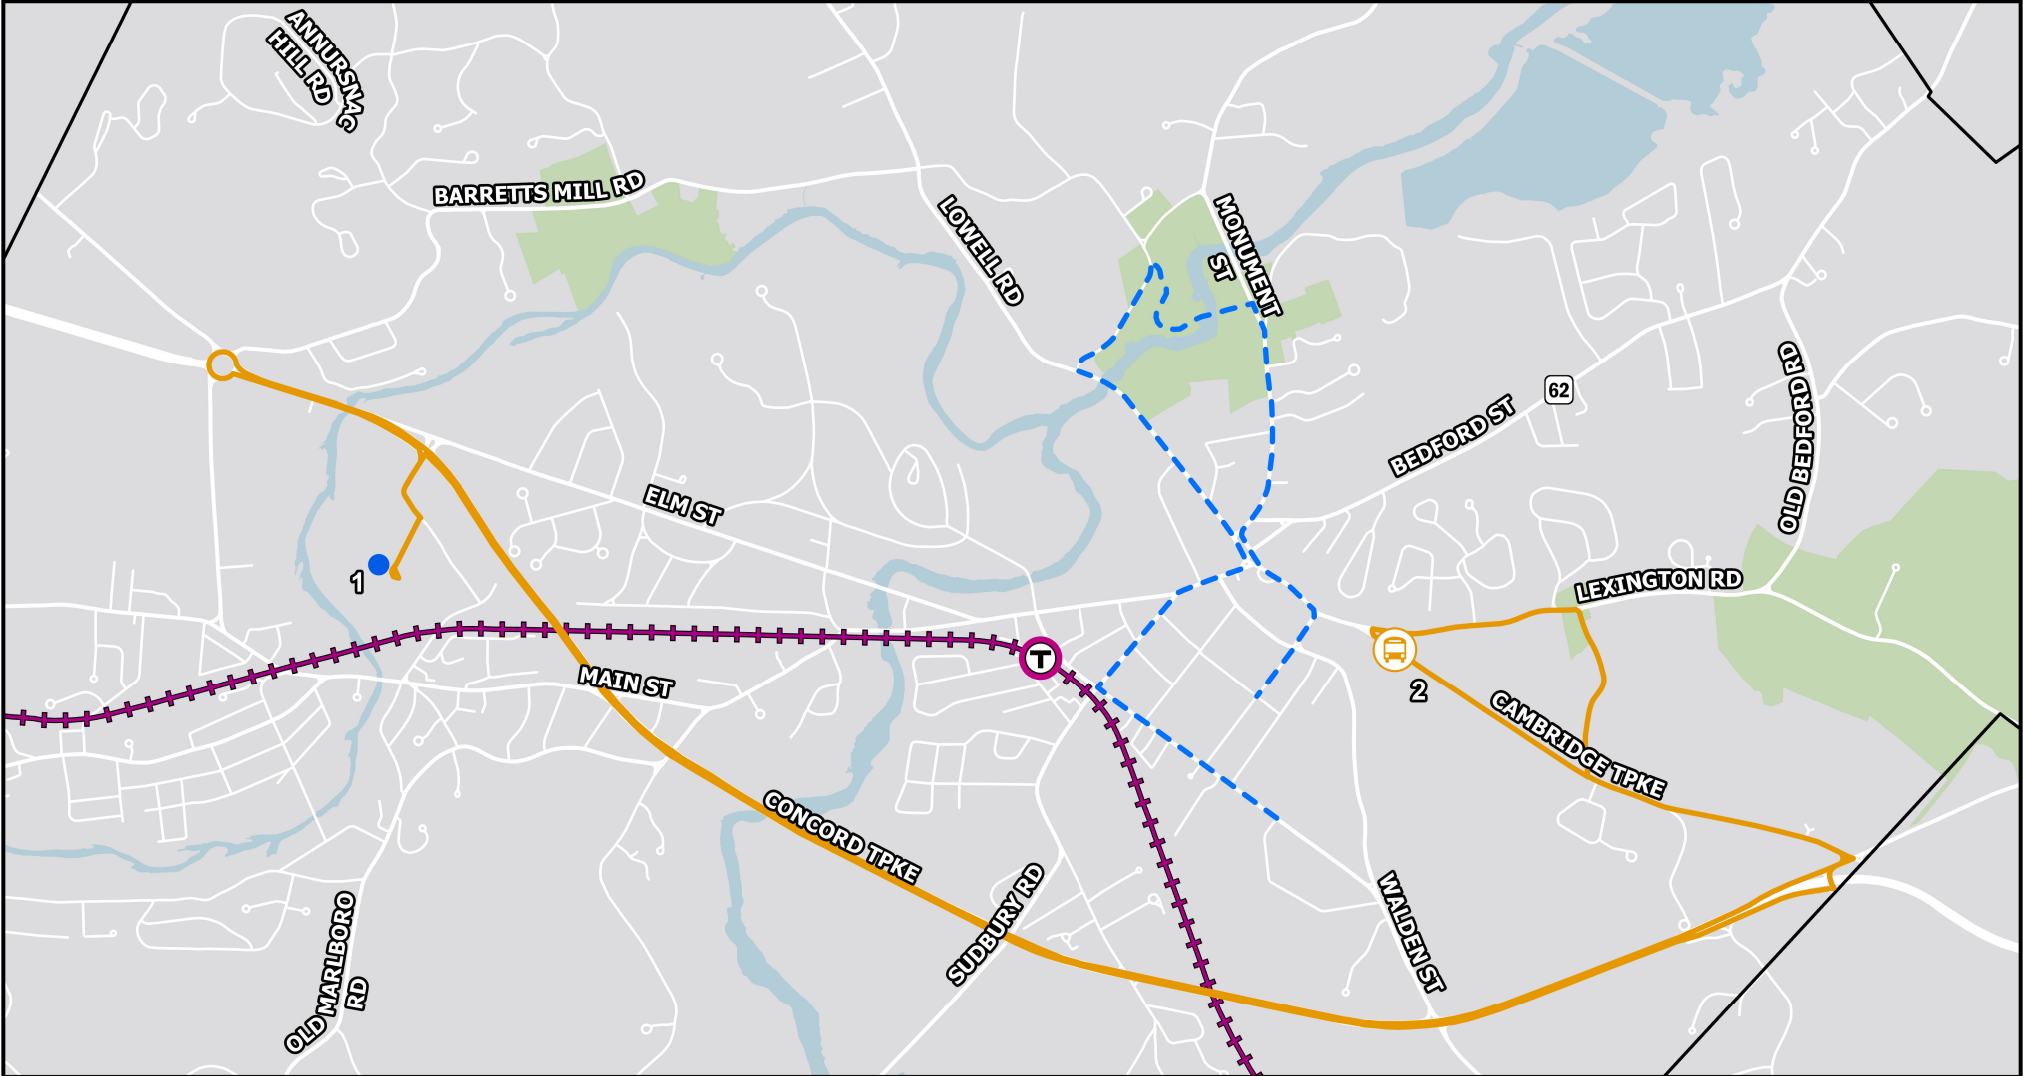 ANNURSNAC
HILL RD
BARRETTS MILL RD
LOWELL RD
MONUMENT
ST
62
BEDFORD ST
OLD BEDFORD RD
ELM ST
1
LEXINGTON RD
T
MAIN ST
2
CAMBRIDGE TPKE
CONCORD TPKE
SUDBURY RD
WALDEN ST
OLD MARLBORO
RD